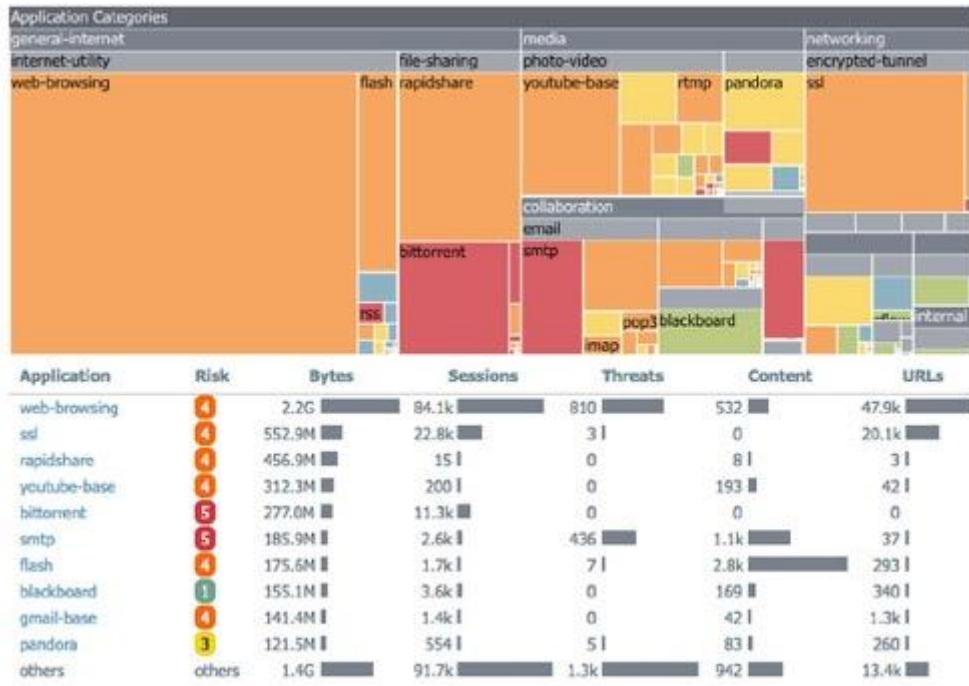 Application Categories
general-internet media networking
internet-utility file-sharing photo-video encrypted-tunnel
web-browsing flash rapidshare youtube-base rtmp pandora ssl
collaboration
email
bittorrent smtp
rss pop3 blackboard internal
imap
Application Risk Bytes Sessions Threats Content URLs
web-browsing 4 2.2G 84.1k 810 532 47.9k
ssl 4 552.9M 22.8k 3 0 20.1k
rapidshare 4 456.9M 15 0 8 3
youtube-base 4 312.3M 200 0 193 42
bittorrent 5 277.0M 11.3k 0 0 0
smtp 5 185.9M 2.6k 436 1.1k 37
flash 4 175.6M 1.7k 7 2.8k 293
blackboard 1 155.1M 3.6k 0 169 340
gmail-base 4 141.4M 1.4k 0 42 1.3k
pandora 3 121.5M 554 5 83 260
others others 1.4G 91.7k 1.3k 942 13.4k